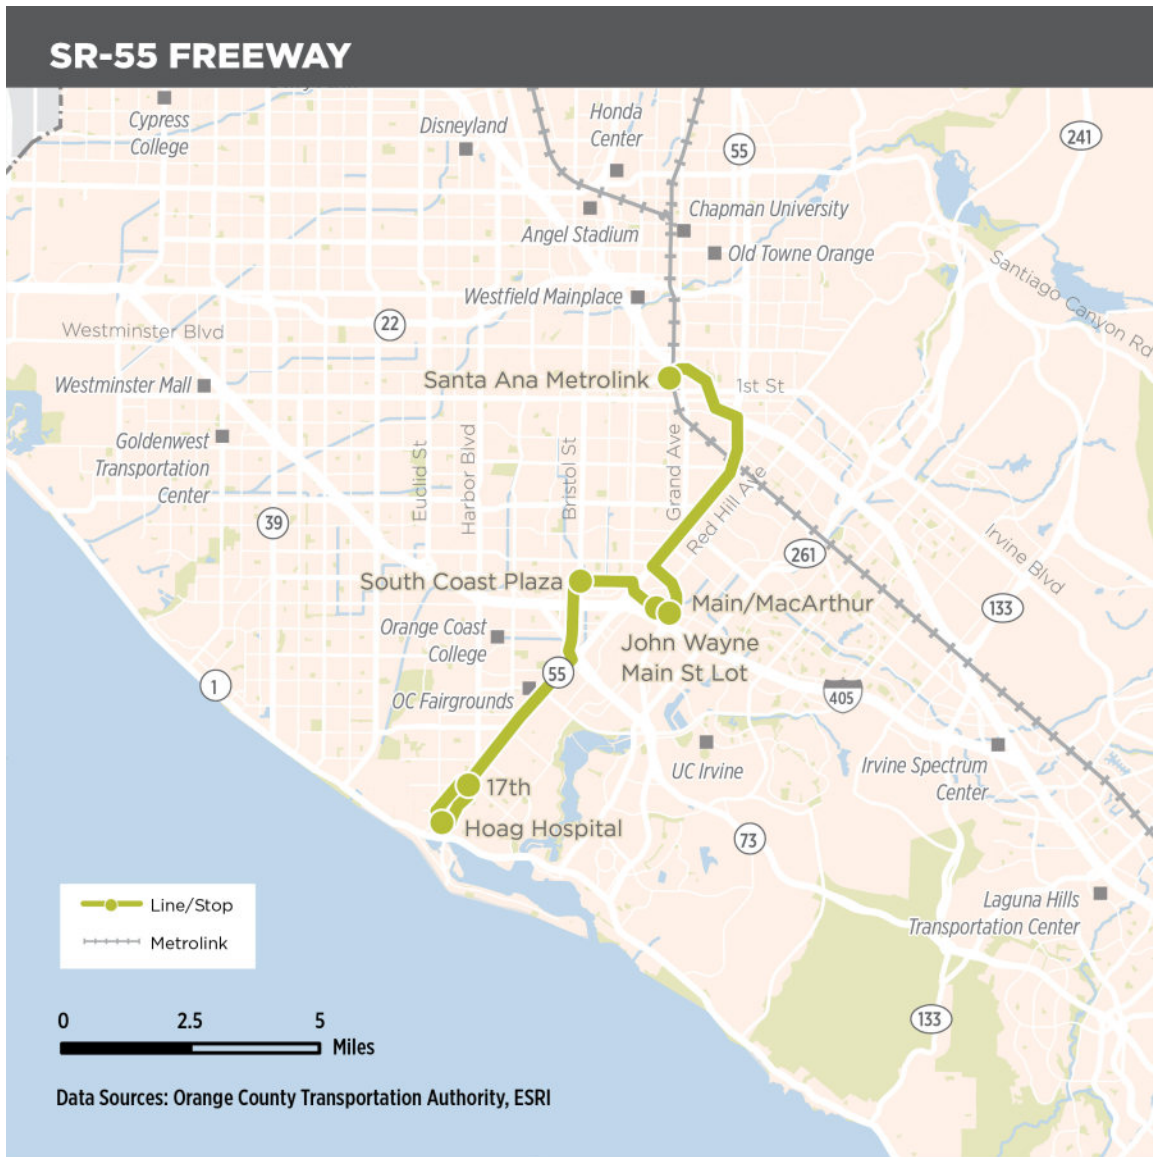 SR-55 FREEWAY
Cypress
College
Disneyland
Honda
Center
55
241
Chapman University
Angel Stadium
Old Towne Orange
Santiago Canyon Rd
Westfield Mainplace
22
Westminster Blvd
Westminster Mall
Santa Ana Metrolink
1st St
Goldenwest
Transportation
Center
Euclid St
Harbor Blvd
Bristol St
Grand Ave
Red Hill Ave
39
261
Irvine Blvd
133
South Coast Plaza
Main/MacArthur
Orange Coast
College
John Wayne
Main St Lot
55
1
OC Fairgrounds
405
UC Irvine
Irvine Spectrum
Center
17th
Hoag Hospital
73
Laguna Hills
Transportation Center
133
Line/Stop
Metrolink
0 2.5 5
Miles
Data Sources: Orange County Transportation Authority, ESRI